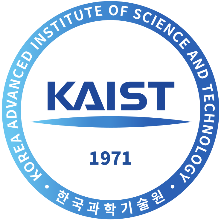 KOREA ADVANCED INSTITUTE OF SCIENCE AND TECHNOLOGY
KAIST
1971
• 한국과학기술원 •